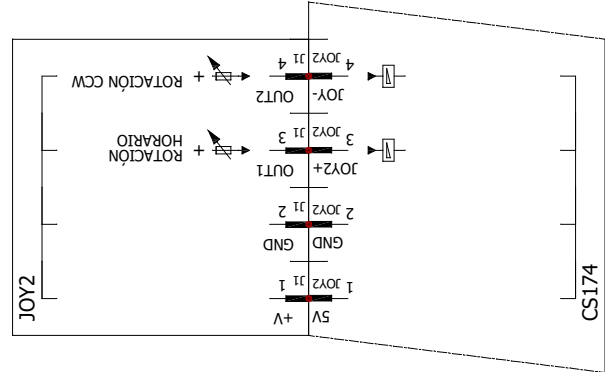 JOY2
CS174
ROTACIÓN CCW
+
4
J1
OUT2
4
JOY2
JOY-
ROTACIÓN
HORARIO
+
3
J1
OUT1
3
JOY2
JOY2+
2
J1
GND
2
JOY2
GND
1
J1
+V
1
JOY2
5V